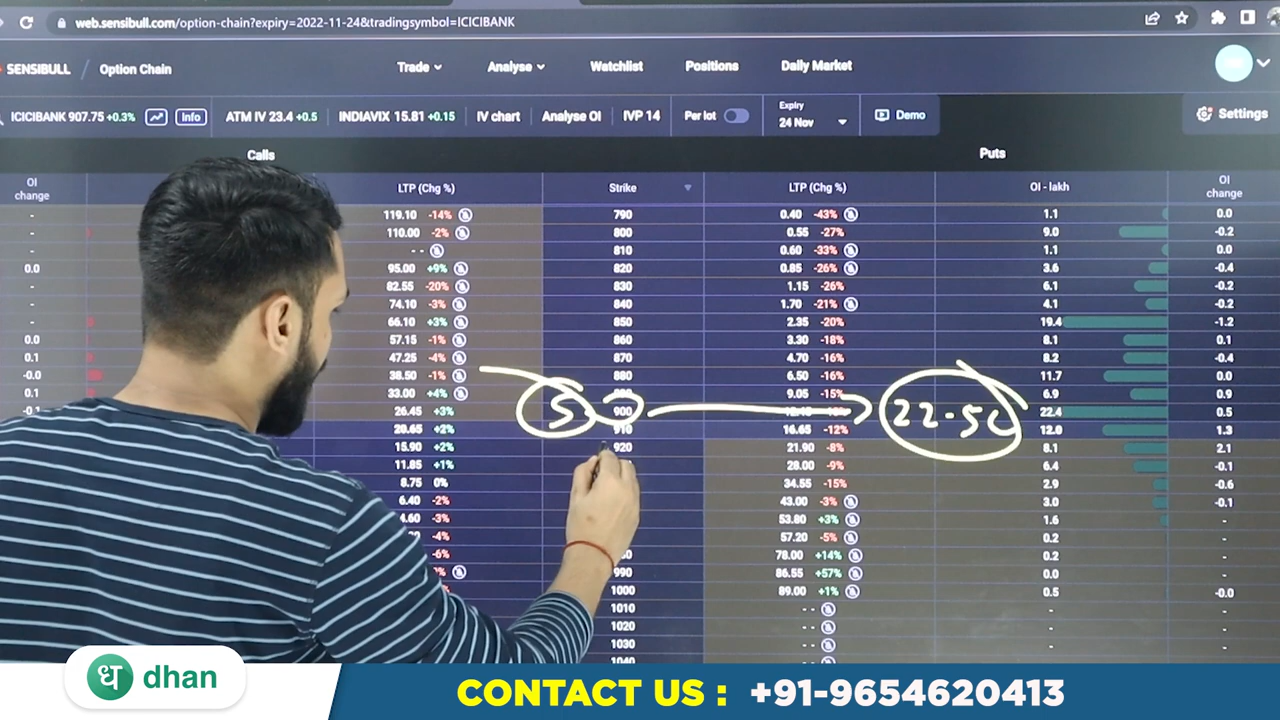 web.sensibull.com/option-chain?expiry=2022-11-24&tradingsymbol=ICICIBANK
SENSIBULL / Option Chain Trade Analyse Watchlist Positions Daily Market
ICICIBANK 907.75 +0.3% Info ATM IV 23.4 +0.5 INDIAVIX 15.81 +0.15 IV chart Analyse OI IVP 14 Per lot Expiry 24 Nov Demo Settings
Calls Puts
OI change LTP (Chg %) Strike LTP (Chg %) OI - lakh OI change
- 119.10 -14% 790 0.40 -43% 1.1 0.0
- 110.00 -2% 800 0.55 -27% 9.0 -0.2
- - - 810 0.60 -33% 1.1 0.0
0.0 95.00 +9% 820 0.85 -26% 3.6 -0.4
82.55 -20% 830 1.15 -26% 6.1 -0.2
- 74.10 -3% 840 1.70 -21% 4.1 -0.2
- 66.10 +3% 850 2.35 -20% 19.4 -1.2
0.0 57.15 -1% 860 3.30 -18% 8.1 0.1
0.1 47.25 -4% 870 4.70 -16% 8.2 -0.4
-0.0 38.50 -1% 880 6.50 -16% 11.7 0.0
0.1 33.00 +4% 9.05 -15% 6.9 0.9
-0.1 26.45 +3% 5 900 22.4 0.5
20.65 +2% 910 16.65 -12% 12.0 1.3
15.90 +2% 920 21.90 -8% 8.1 2.1
11.85 +1% 28.00 -9% 6.4 -0.1
8.75 0% 34.55 -15% 2.9 -0.6
6.40 -2% 43.00 -3% 3.0 -0.1
4.60 -3% 53.80 +3% 1.6 -
-4% 57.20 -5% 0.2 -
-6% 78.00 +14% 0.2 -
990 86.55 +57% 0.0 -
1000 89.00 +1% 0.5 -0.0
1010 - - - -
1020 - - - -
1030 - - - -
1040 - - - -
ध dhan
CONTACT US : +91-9654620413